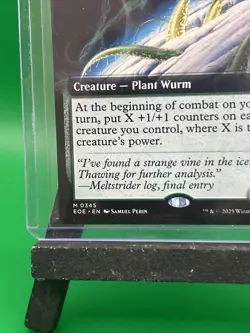 Creature — Plant Wurm
At the beginning of combat on yo
turn, put X +1/+1 counters on ea
creature you control, where X is t
creature's power.
"I've found a strange vine in the ice
Thawing for further analysis."
—Meltstrider log, final entry
M 0345
EOE • EN SAMUEL PERIN
™ & © 2025 Wizar